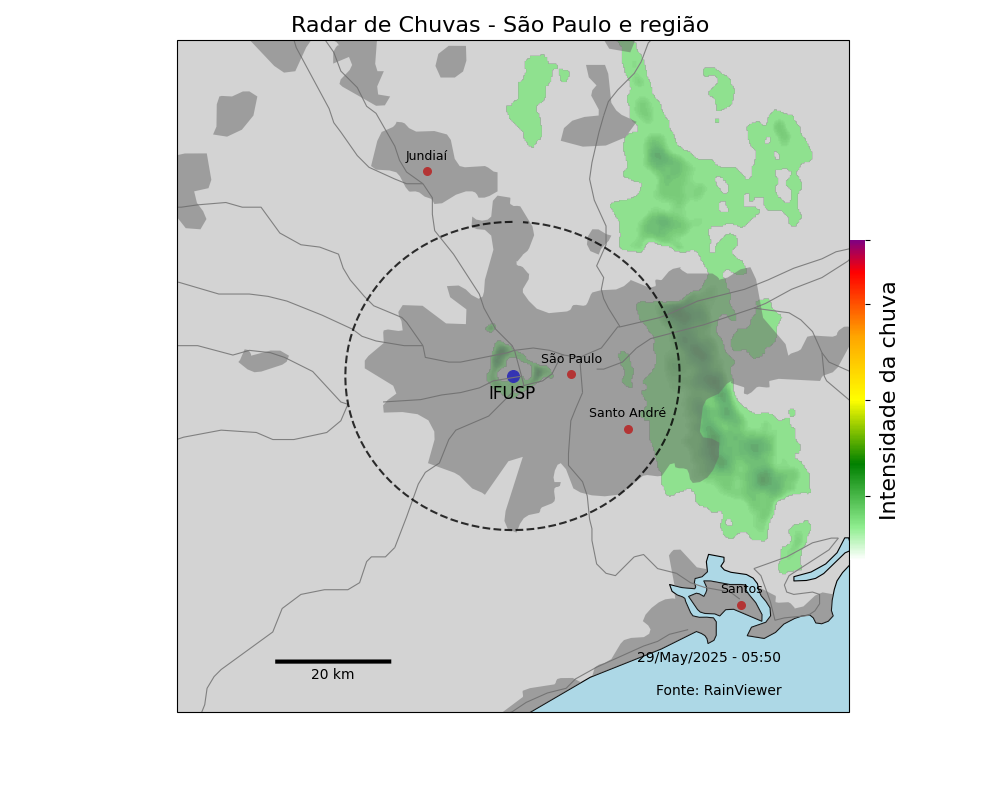 Radar de Chuvas - São Paulo e região
Jundiaí
São Paulo
IFUSP
Santo André
Intensidade da chuva
Santos
29/May/2025 - 05:50
20 km
Fonte: RainViewer